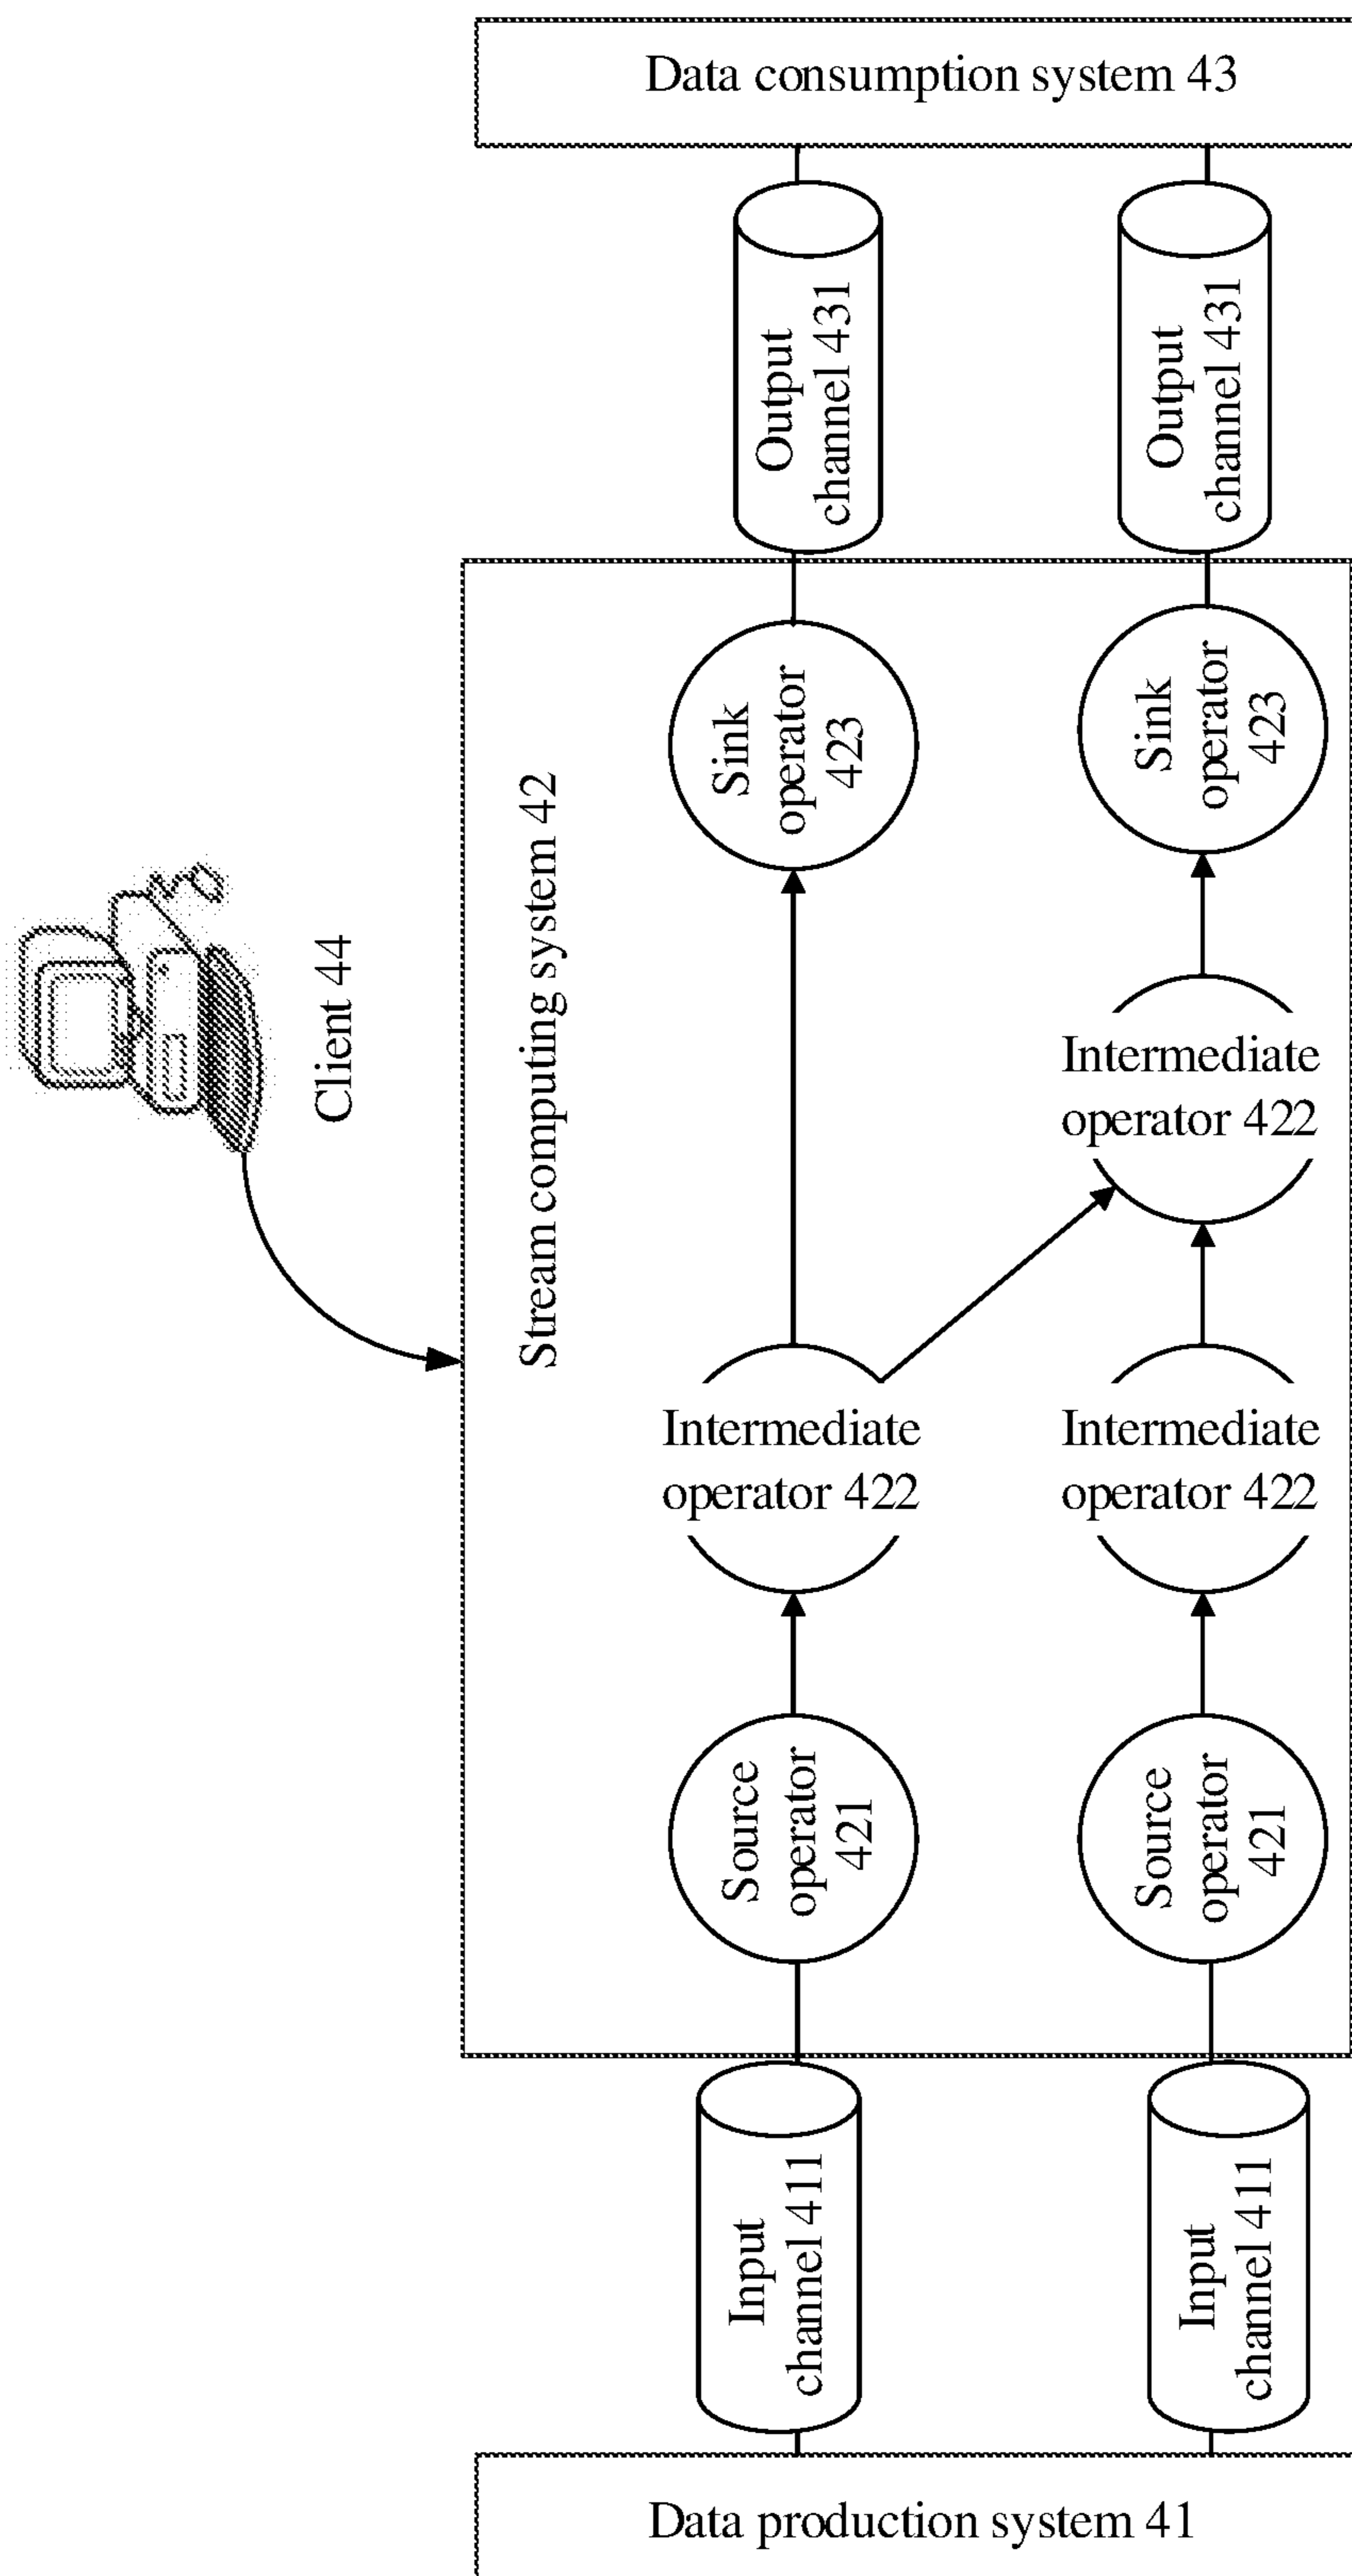 Data consumption system 43
Output
channel 431
Output
channel 431
Client 44
Stream computing system 42
Sink
operator
423
Sink
operator
423
Intermediate
operator 422
Intermediate
operator 422
Intermediate
operator 422
Source
operator
421
Source
operator
421
Input
channel 411
Input
channel 411
Data production system 41